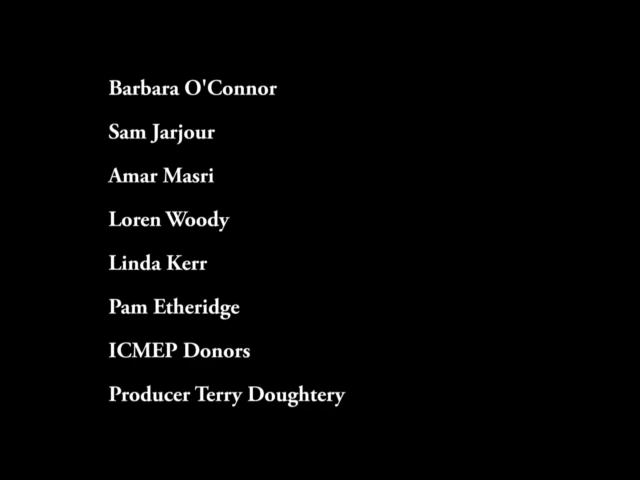 Barbara O'Connor
Sam Jarjour
Amar Masri
Loren Woody
Linda Kerr
Pam Etheridge
ICMEP Donors
Producer Terry Doughtery